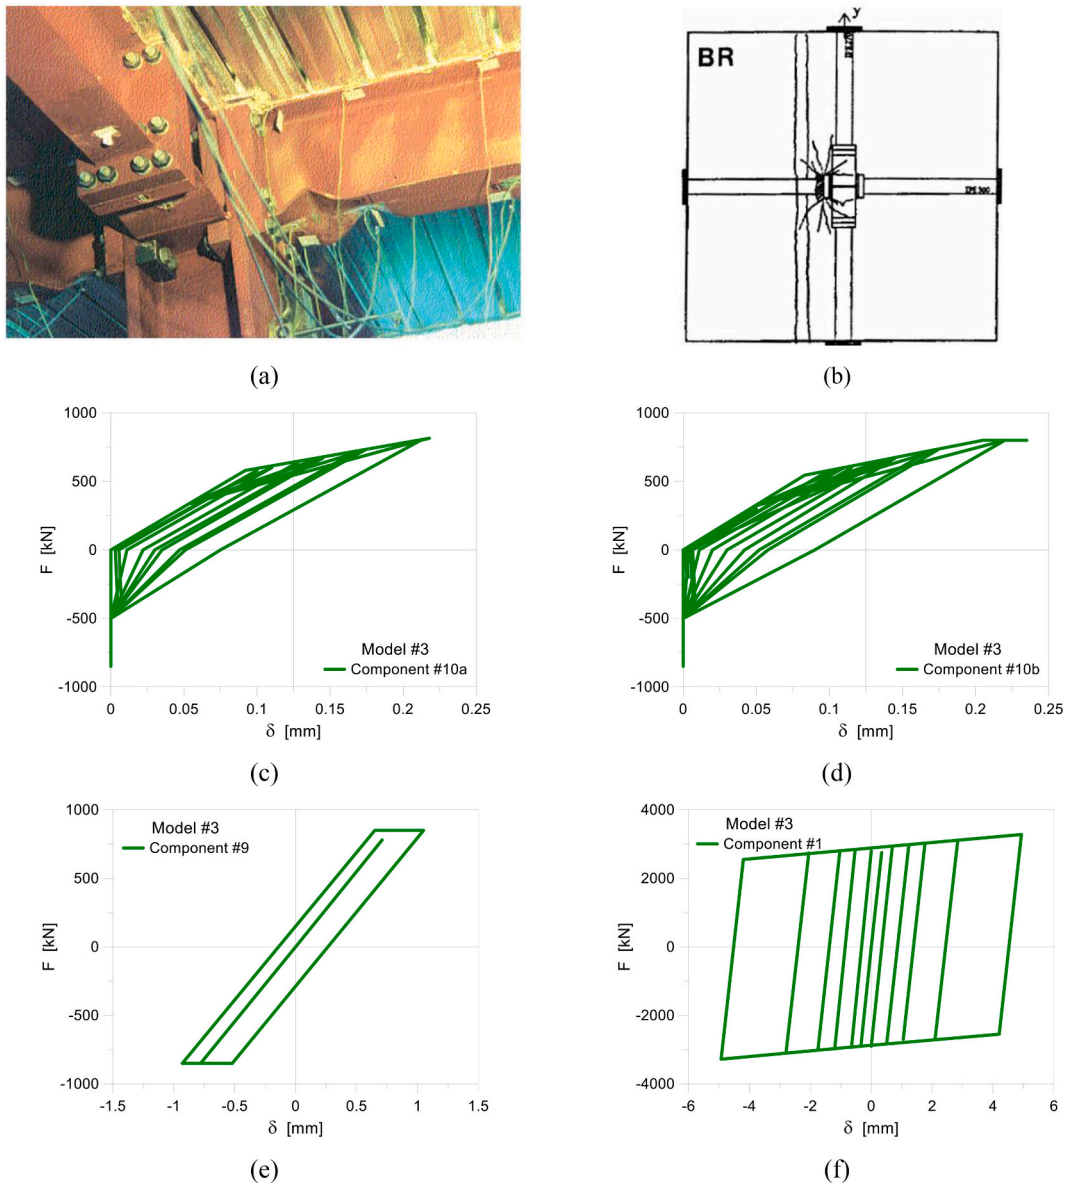 y
BR
IPE 300
(a)
(b)
1000
500
0
-500
-1000
F [kN]
Model #3
Component #10a
0
0.05
0.1
0.15
0.2
0.25
δ [mm]
(c)
1000
500
0
-500
-1000
F [kN]
Model #3
Component #10b
0
0.05
0.1
0.15
0.2
0.25
δ [mm]
(d)
1000
500
0
-500
-1000
F [kN]
Model #3
Component #9
-1.5
-1
-0.5
0
0.5
1
1.5
δ [mm]
(e)
4000
2000
0
-2000
-4000
F [kN]
Model #3
Component #1
-6
-4
-2
0
2
4
6
δ [mm]
(f)